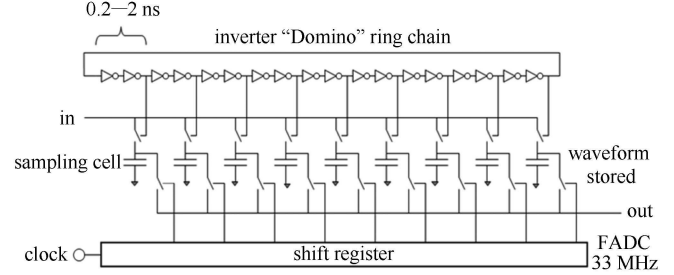 0.2—2 ns
inverter “Domino” ring chain
in
sampling cell
waveform
stored
out
clock
shift register
FADC
33 MHz